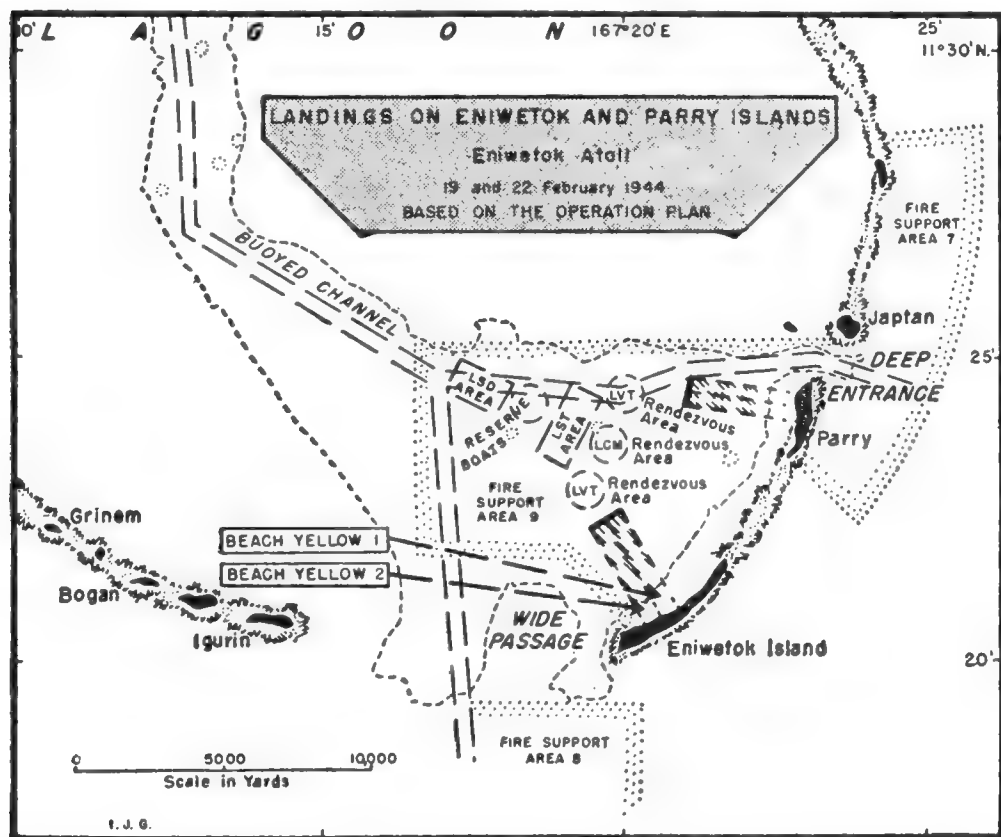 10' L A G O O N 15' 167°20' E 25'
11°30' N.
LANDINGS ON ENIWETOK AND PARRY ISLANDS
Eniwetok Atoll
19 and 22 February 1944
BASED ON THE OPERATION PLAN
FIRE
SUPPORT
AREA 7
BUOYED CHANNEL
Japtan
25'
DEEP
ENTRANCE
LSD
AREA
RESERVE
BOATS
LST
AREA
LVT
Rendezvous
Area
Parry
LCM
Rendezvous
Area
LVT
Rendezvous
Area
FIRE
SUPPORT
AREA 9
Grinem
BEACH YELLOW 1
BEACH YELLOW 2
Bogan
Igurin
WIDE
PASSAGE
Eniwetok Island
20'
FIRE SUPPORT
AREA 8
0 5000 10,000
Scale in Yards
t. J. G.